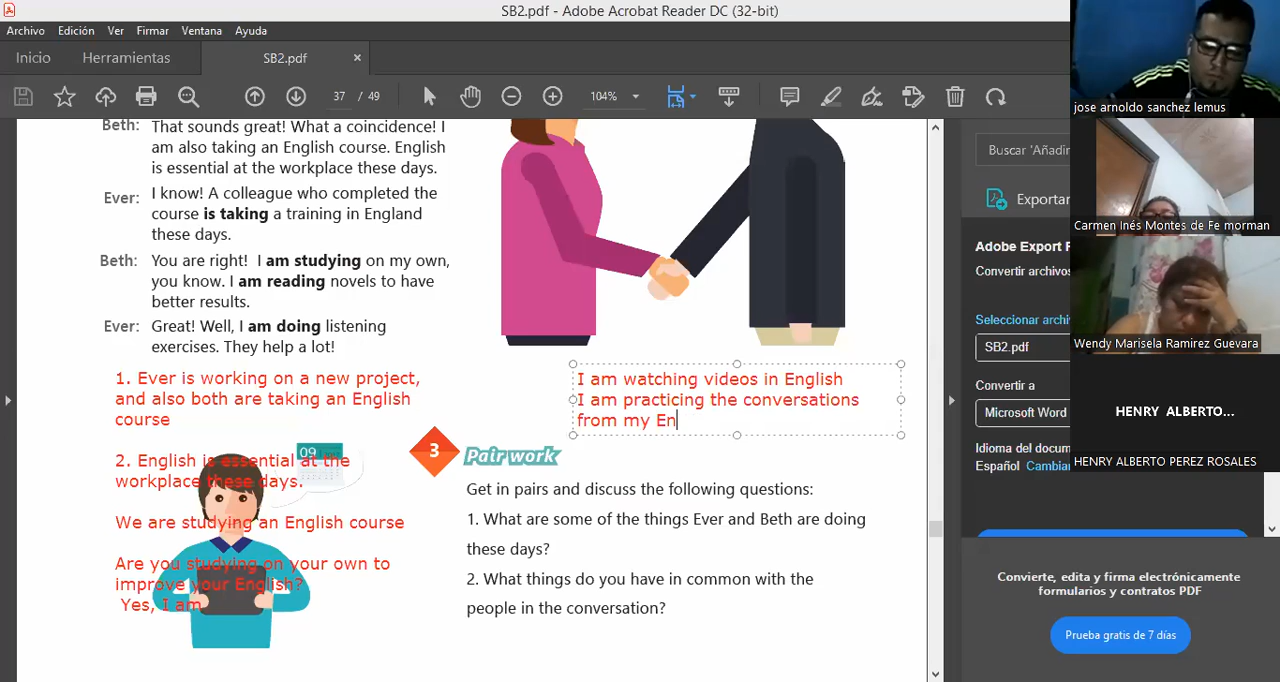 SB2.pdf - Adobe Acrobat Reader DC (32-bit)
Archivo Edición Ver Firmar Ventana Ayuda
Inicio Herramientas SB2.pdf ×
37 / 49 104%
Beth: That sounds great! What a coincidence! I
am also taking an English course. English
is essential at the workplace these days.
Ever: I know! A colleague who completed the
course is taking a training in England
these days.
Beth: You are right! I am studying on my own,
you know. I am reading novels to have
better results.
Ever: Great! Well, I am doing listening
exercises. They help a lot!
1. Ever is working on a new project,
and also both are taking an English
course
2. English is essential at the
workplace these days.
We are studying an English course
Are you studying on your own to
improve your English?
Yes, I am
09
I am watching videos in English
I am practicing the conversations
from my En
3 Pair work
Get in pairs and discuss the following questions:
1. What are some of the things Ever and Beth are doing
these days?
2. What things do you have in common with the
people in the conversation?
Buscar 'Añadir
Exportar
Adobe Export P
Convertir archivos
Seleccionar archi
SB2.pdf
Convertir a
Microsoft Word
Idioma del docum
Español Cambiar
Convierte, edita y firma electrónicamente
formularios y contratos PDF
Prueba gratis de 7 días
jose arnoldo sanchez lemus
Carmen Inés Montes de Fe morman
Wendy Marisela Ramirez Guevara
HENRY ALBERTO...
HENRY ALBERTO PEREZ ROSALES